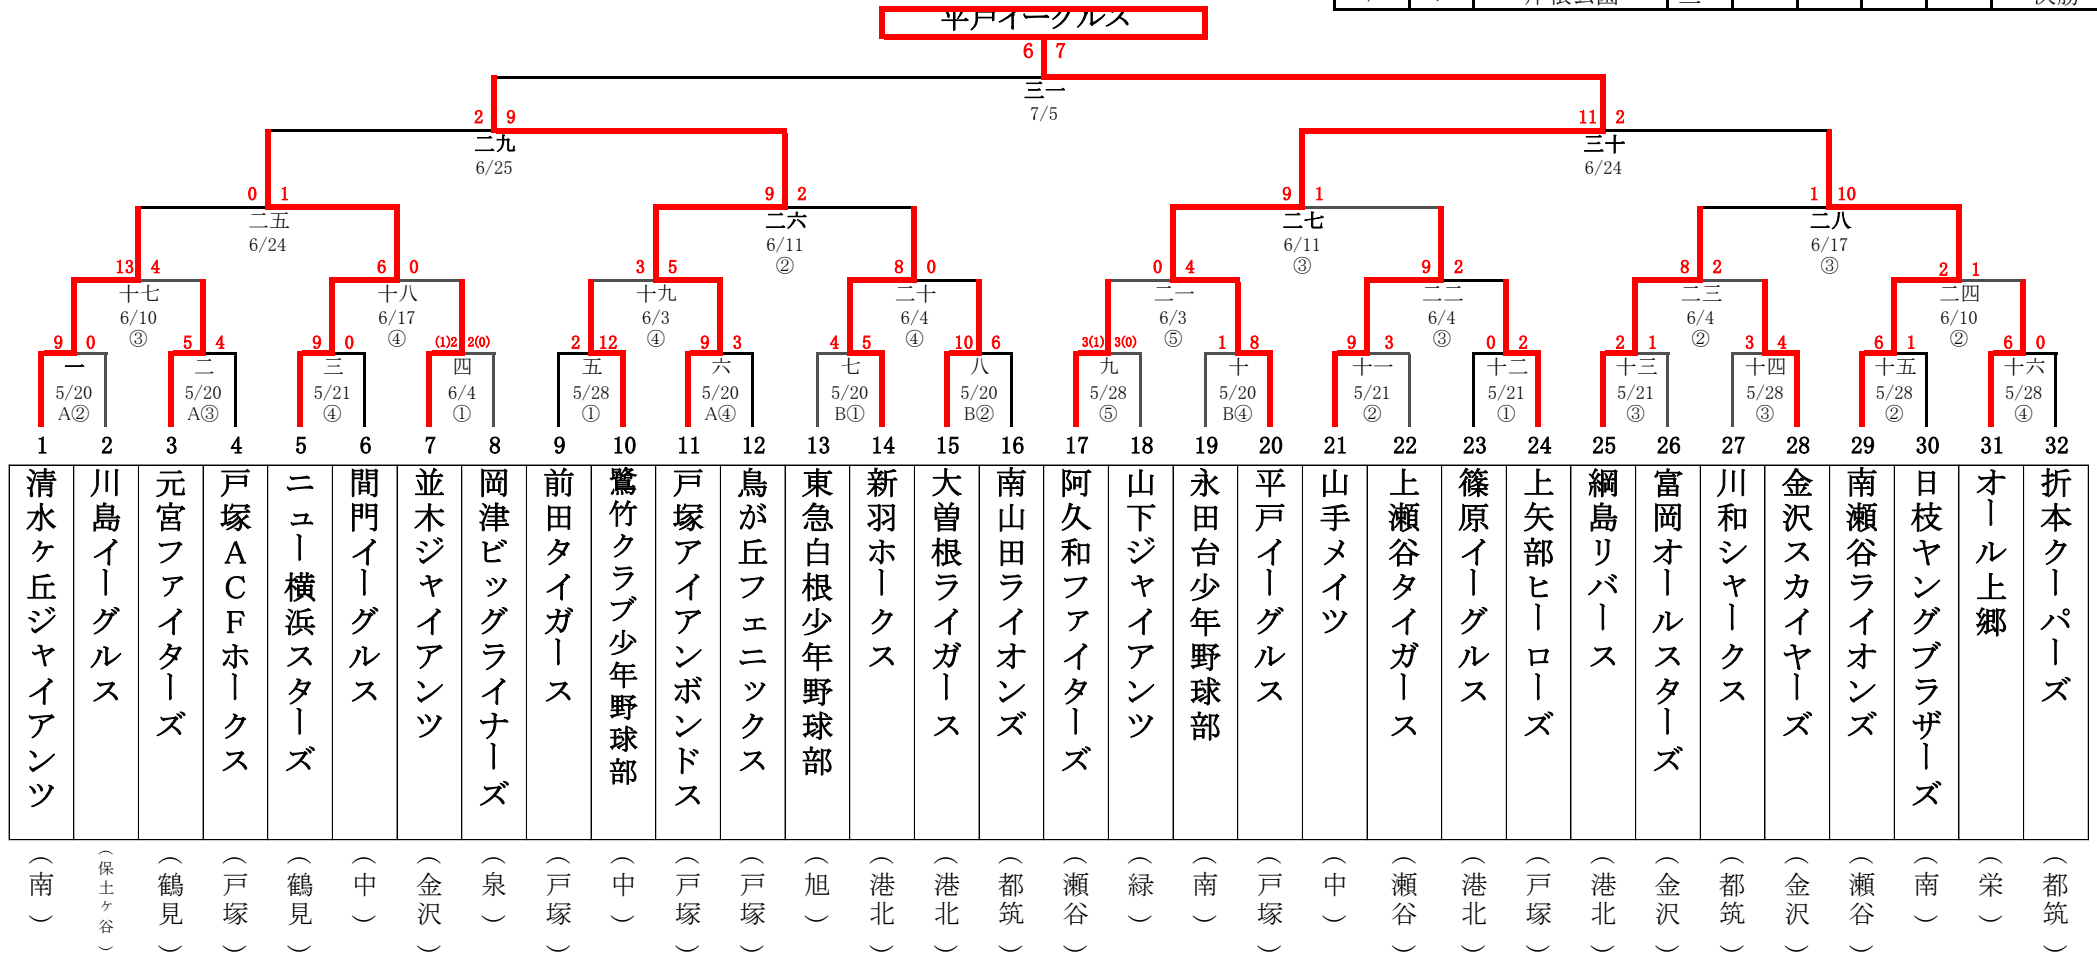 平戸イーグルス
岸根公園
三
決勝
6 7
三一
7/5
2 9
二九
6/25
11 2
三十
6/24
0 1
二五
6/24
9 2
二六
6/11
②
9 1
二七
6/11
③
1 10
二八
6/17
③
13 4
十七
6/10
③
6 0
十八
6/17
④
3 5
十九
6/3
④
8 0
二十
6/4
④
0 4
二一
6/3
⑤
9 2
二二
6/4
③
8 2
二三
6/4
②
2 1
二四
6/10
②
9 0
一
5/20
A②
5 4
二
5/20
A③
9 0
三
5/21
④
(1)2 2(0)
四
6/4
①
2 12
五
5/28
①
9 3
六
5/20
A④
4 5
七
5/20
B①
10 6
八
5/20
B②
3(1) 3(0)
九
5/28
⑤
1 8
十
5/20
B④
9 3
十一
5/21
②
0 2
十二
5/21
①
2 1
十三
5/21
③
3 4
十四
5/28
③
6 1
十五
5/28
②
6 0
十六
5/28
④
1 2 3 4 5 6 7 8 9 10 11 12 13 14 15 16 17 18 19 20 21 22 23 24 25 26 27 28 29 30 31 32
清水ケ丘ジャイアンツ
川島イーグルス
元宮ファイターズ
戸塚ACFホークス
ニュー横浜スターズ
間門イーグルス
並木ジャイアンツ
岡津ビッグライナーズ
前田タイガース
鷺竹クラブ少年野球部
戸塚アイアンボンドス
鳥が丘フェニックス
東急白根少年野球部
新羽ホークス
大曽根ライガース
南山田ライオンズ
阿久和ファイターズ
山下ジャイアンツ
永田台少年野球部
平戸イーグルス
山手メイツ
上瀬谷タイガース
篠原イーグルス
上矢部ヒーローズ
綱島リバース
富岡オールスターズ
川和シャークス
金沢スカイヤーズ
南瀬谷ライオンズ
日枝ヤングブラザーズ
オール上郷
折本クーパーズ
（南）
（保土ヶ谷）
（鶴見）
（戸塚）
（鶴見）
（中）
（金沢）
（泉）
（戸塚）
（中）
（戸塚）
（戸塚）
（旭）
（港北）
（港北）
（都筑）
（瀬谷）
（緑）
（南）
（戸塚）
（中）
（瀬谷）
（港北）
（戸塚）
（港北）
（金沢）
（都筑）
（金沢）
（瀬谷）
（南）
（栄）
（都筑）